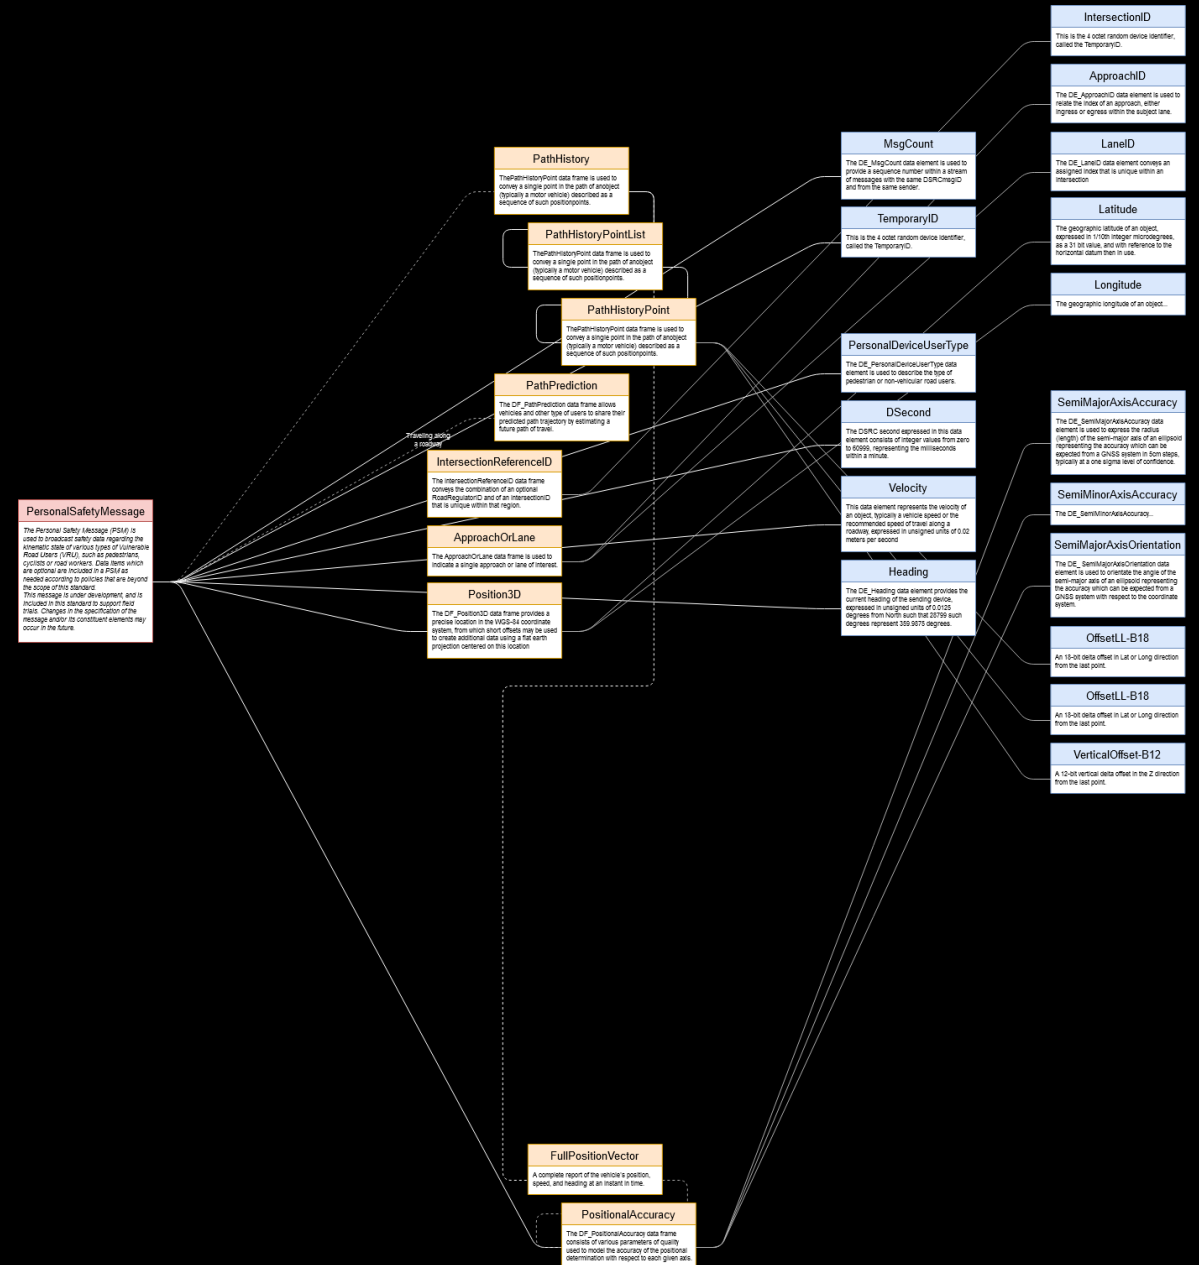 PersonalSafetyMessage
The Personal Safety Message (PSM) is
used to broadcast safety data regarding the
kinematic state of various types of Vulnerable
Road Users (VRU), such as pedestrians,
cyclists or road workers. Data items which
are optional are included in a PSM as
needed according to policies that are beyond
the scope of this standard.
This message is under development, and is
included in this standard to support field
trials. Changes in the specification of the
message and/or its constituent elements may
occur in the future.
PathHistory
ThePathHistoryPoint data frame is used to
convey a single point in the path of anobject
(typically a motor vehicle) described as a
sequence of such positionpoints.
PathHistoryPointList
ThePathHistoryPoint data frame is used to
convey a single point in the path of anobject
(typically a motor vehicle) described as a
sequence of such positionpoints.
PathHistoryPoint
ThePathHistoryPoint data frame is used to
convey a single point in the path of anobject
(typically a motor vehicle) described as a
sequence of such positionpoints.
PathPrediction
The DF_PathPrediction data frame allows
vehicles and other type of users to share their
predicted path trajectory by estimating a
future path of travel.
Traveling along
a roadway
IntersectionReferenceID
The IntersectionReferenceID data frame
conveys the combination of an optional
RoadRegulatorID and of an IntersectionID
that is unique within that region.
ApproachOrLane
The ApproachOrLane data frame is used to
indicate a single approach or lane of interest.
Position3D
The DF_Position3D data frame provides a
precise location in the WGS-84 coordinate
system, from which short offsets may be used
to create additional data using a flat earth
projection centered on this location
FullPositionVector
A complete report of the vehicle's position,
speed, and heading at an instant in time.
PositionalAccuracy
The DF_PositionalAccuracy data frame
consists of various parameters of quality
used to model the accuracy of the positional
determination with respect to each given axis.
MsgCount
The DE_MsgCount data element is used to
provide a sequence number within a stream
of messages with the same DSRCmsgID
and from the same sender.
TemporaryID
This is the 4 octet random device identifier,
called the TemporaryID.
PersonalDeviceUserType
The DE_PersonalDeviceUserType data
element is used to describe the type of
pedestrian or non-vehicular road users.
DSecond
The DSRC second expressed in this data
element consists of integer values from zero
to 60999, representing the milliseconds
within a minute.
Velocity
This data element represents the velocity of
an object, typically a vehicle speed or the
recommended speed of travel along a
roadway, expressed in unsigned units of 0.02
meters per second
Heading
The DE_Heading data element provides the
current heading of the sending device,
expressed in unsigned units of 0.0125
degrees from North such that 28799 such
degrees represent 359.9875 degrees.
IntersectionID
This is the 4 octet random device identifier,
called the TemporaryID.
ApproachID
The DE_ApproachID data element is used to
relate the index of an approach, either
ingress or egress within the subject lane.
LaneID
The DE_LaneID data element conveys an
assigned index that is unique within an
intersection
Latitude
The geographic latitude of an object,
expressed in 1/10th integer microdegrees,
as a 31 bit value, and with reference to the
horizontal datum then in use.
Longitude
The geographic longitude of an object...
SemiMajorAxisAccuracy
The DE_SemiMajorAxisAccuracy data
element is used to express the radius
(length) of the semi-major axis of an ellipsoid
representing the accuracy which can be
expected from a GNSS system in 5cm steps,
typically at a one sigma level of confidence.
SemiMinorAxisAccuracy
The DE_SemiMinorAxisAccuracy...
SemiMajorAxisOrientation
The DE_ SemiMajorAxisOrientation data
element is used to orientate the angle of the
semi-major axis of an ellipsoid representing
the accuracy which can be expected from a
GNSS system with respect to the coordinate
system.
OffsetLL-B18
An 18-bit delta offset in Lat or Long direction
from the last point.
OffsetLL-B18
An 18-bit delta offset in Lat or Long direction
from the last point.
VerticalOffset-B12
A 12-bit vertical delta offset in the Z direction
from the last point.